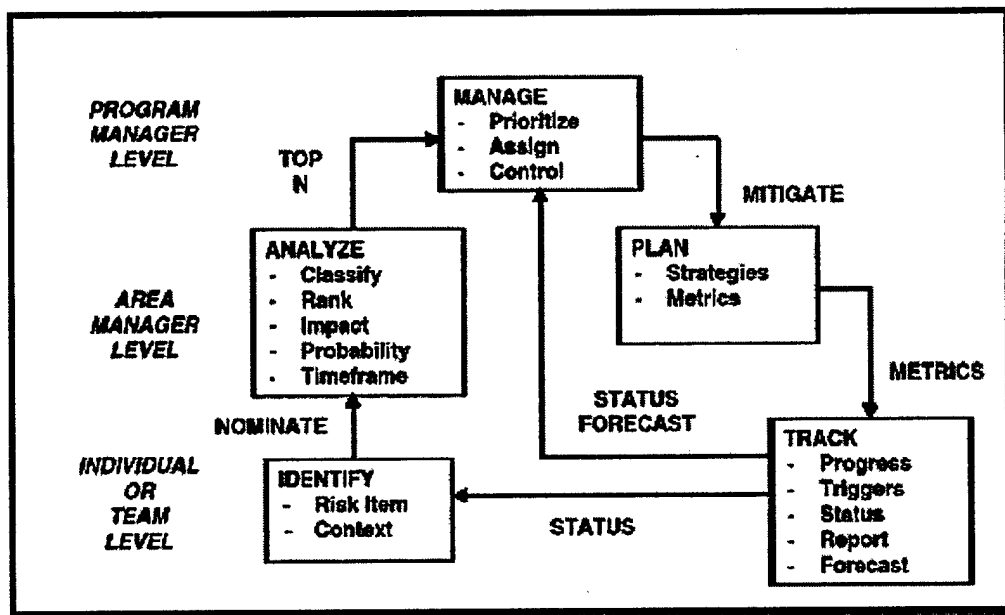 PROGRAM
MANAGER
LEVEL
TOP
N
MANAGE
- Prioritize
- Assign
- Control
MITIGATE
AREA
MANAGER
LEVEL
ANALYZE
- Classify
- Rank
- Impact
- Probability
- Timeframe
PLAN
- Strategies
- Metrics
METRICS
NOMINATE
STATUS
FORECAST
INDIVIDUAL
OR
TEAM
LEVEL
IDENTIFY
- Risk Item
- Context
STATUS
TRACK
- Progress
- Triggers
- Status
- Report
- Forecast